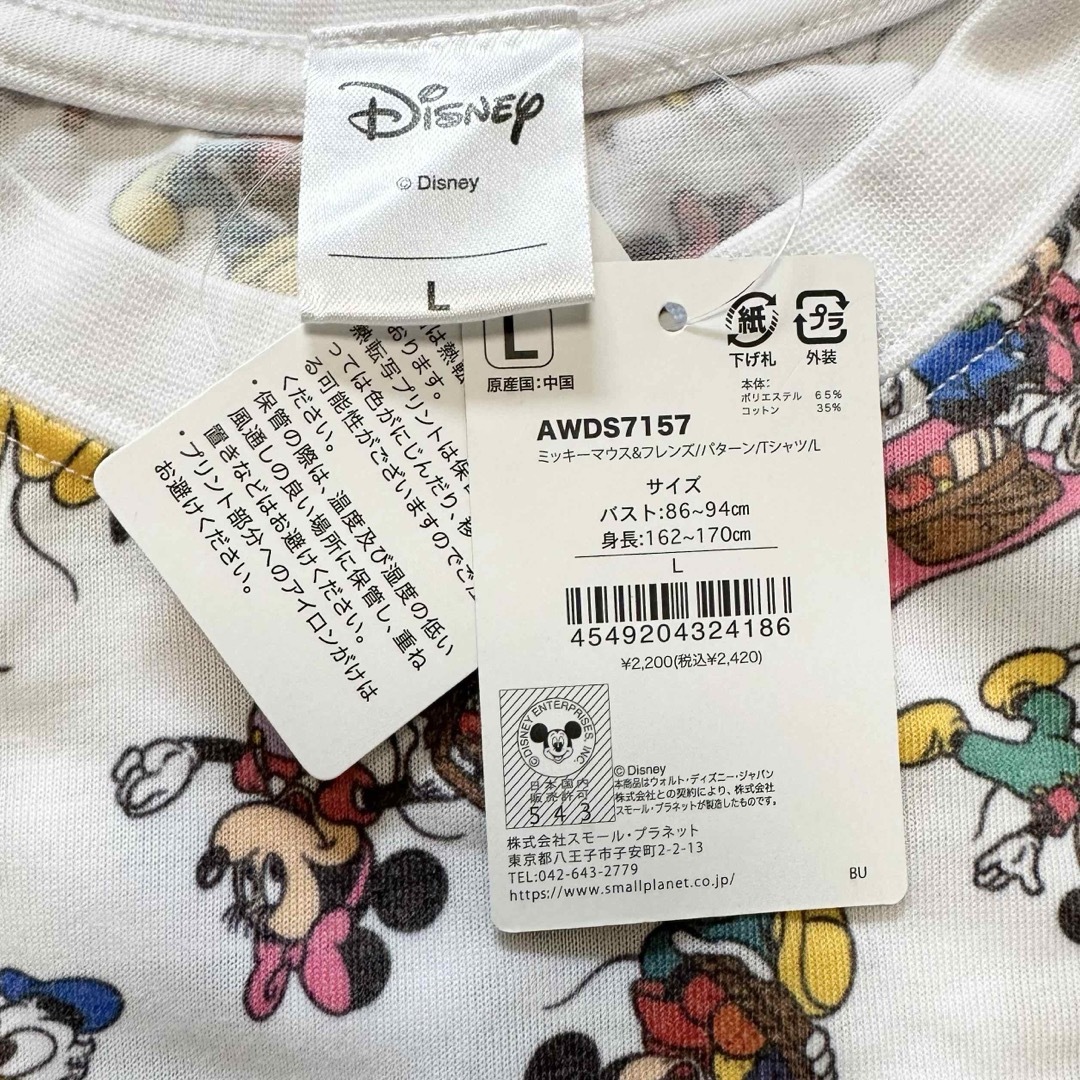 Disney
© Disney
L
は熱転
おります。
熱転写プリントは保
っては色がにじんだり、移
る可能性がございますのでご注
ください。
・保管の際は、温度及び湿度の低い
風通しの良い場所に保管し、重ね
置きなどはお避けください。
・プリント部分へのアイロンがけは
お避けください。
L
原産国:中国
紙
下げ札
プラ
外装
本体:
ポリエステル 65%
コットン 35%
AWDS7157
ミッキーマウス&フレンズ/パターン/Tシャツ/L
サイズ
バスト:86~94cm
身長:162~170cm
L
4549204324186
¥2,200(税込¥2,420)
©DISNEY ENTERPRISES, INC
日本国内
販売許可
543
©Disney
本商品はウォルト・ディズニー・ジャパン
株式会社との契約により、株式会社
スモール・プラネットが製造したものです。
株式会社スモール・プラネット
東京都八王子市子安町2-2-13
TEL:042-643-2779
https://www.smallplanet.co.jp/
BU